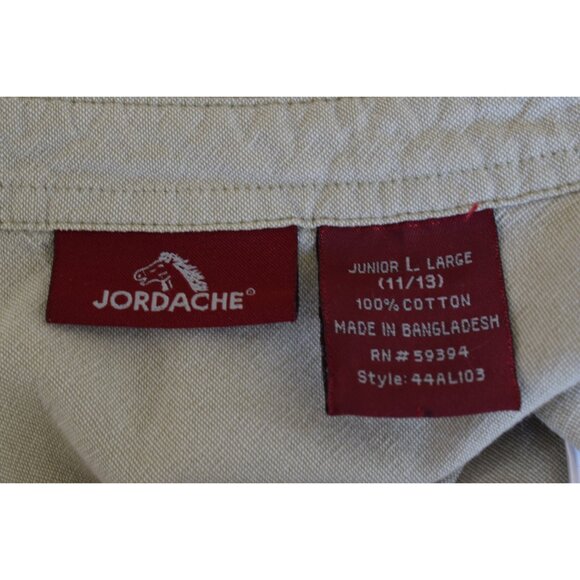 JORDACHE®
JUNIOR L LARGE
(11/13)
100% COTTON
MADE IN BANGLADESH
RN # 59394
Style: 44AL103